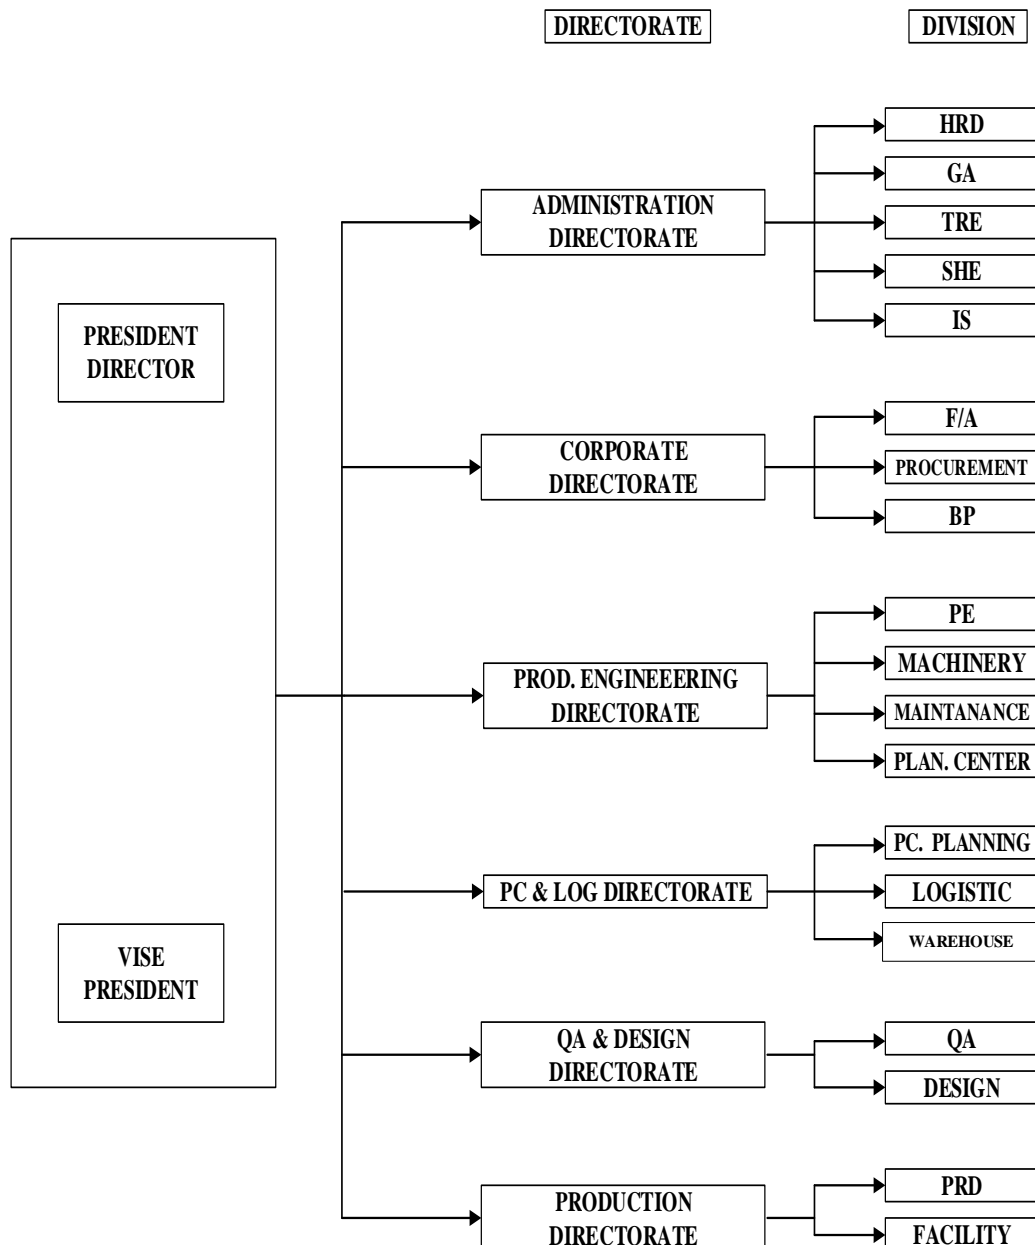 DIRECTORATE
DIVISION
PRESIDENT
DIRECTOR
VISE
PRESIDENT
ADMINISTRATION
DIRECTORATE
HRD
GA
TRE
SHE
IS
CORPORATE
DIRECTORATE
F/A
PROCUREMENT
BP
PROD. ENGINEEERING
DIRECTORATE
PE
MACHINERY
MAINTANANCE
PLAN. CENTER
PC & LOG DIRECTORATE
PC. PLANNING
LOGISTIC
WAREHOUSE
QA & DESIGN
DIRECTORATE
QA
DESIGN
PRODUCTION
DIRECTORATE
PRD
FACILITY